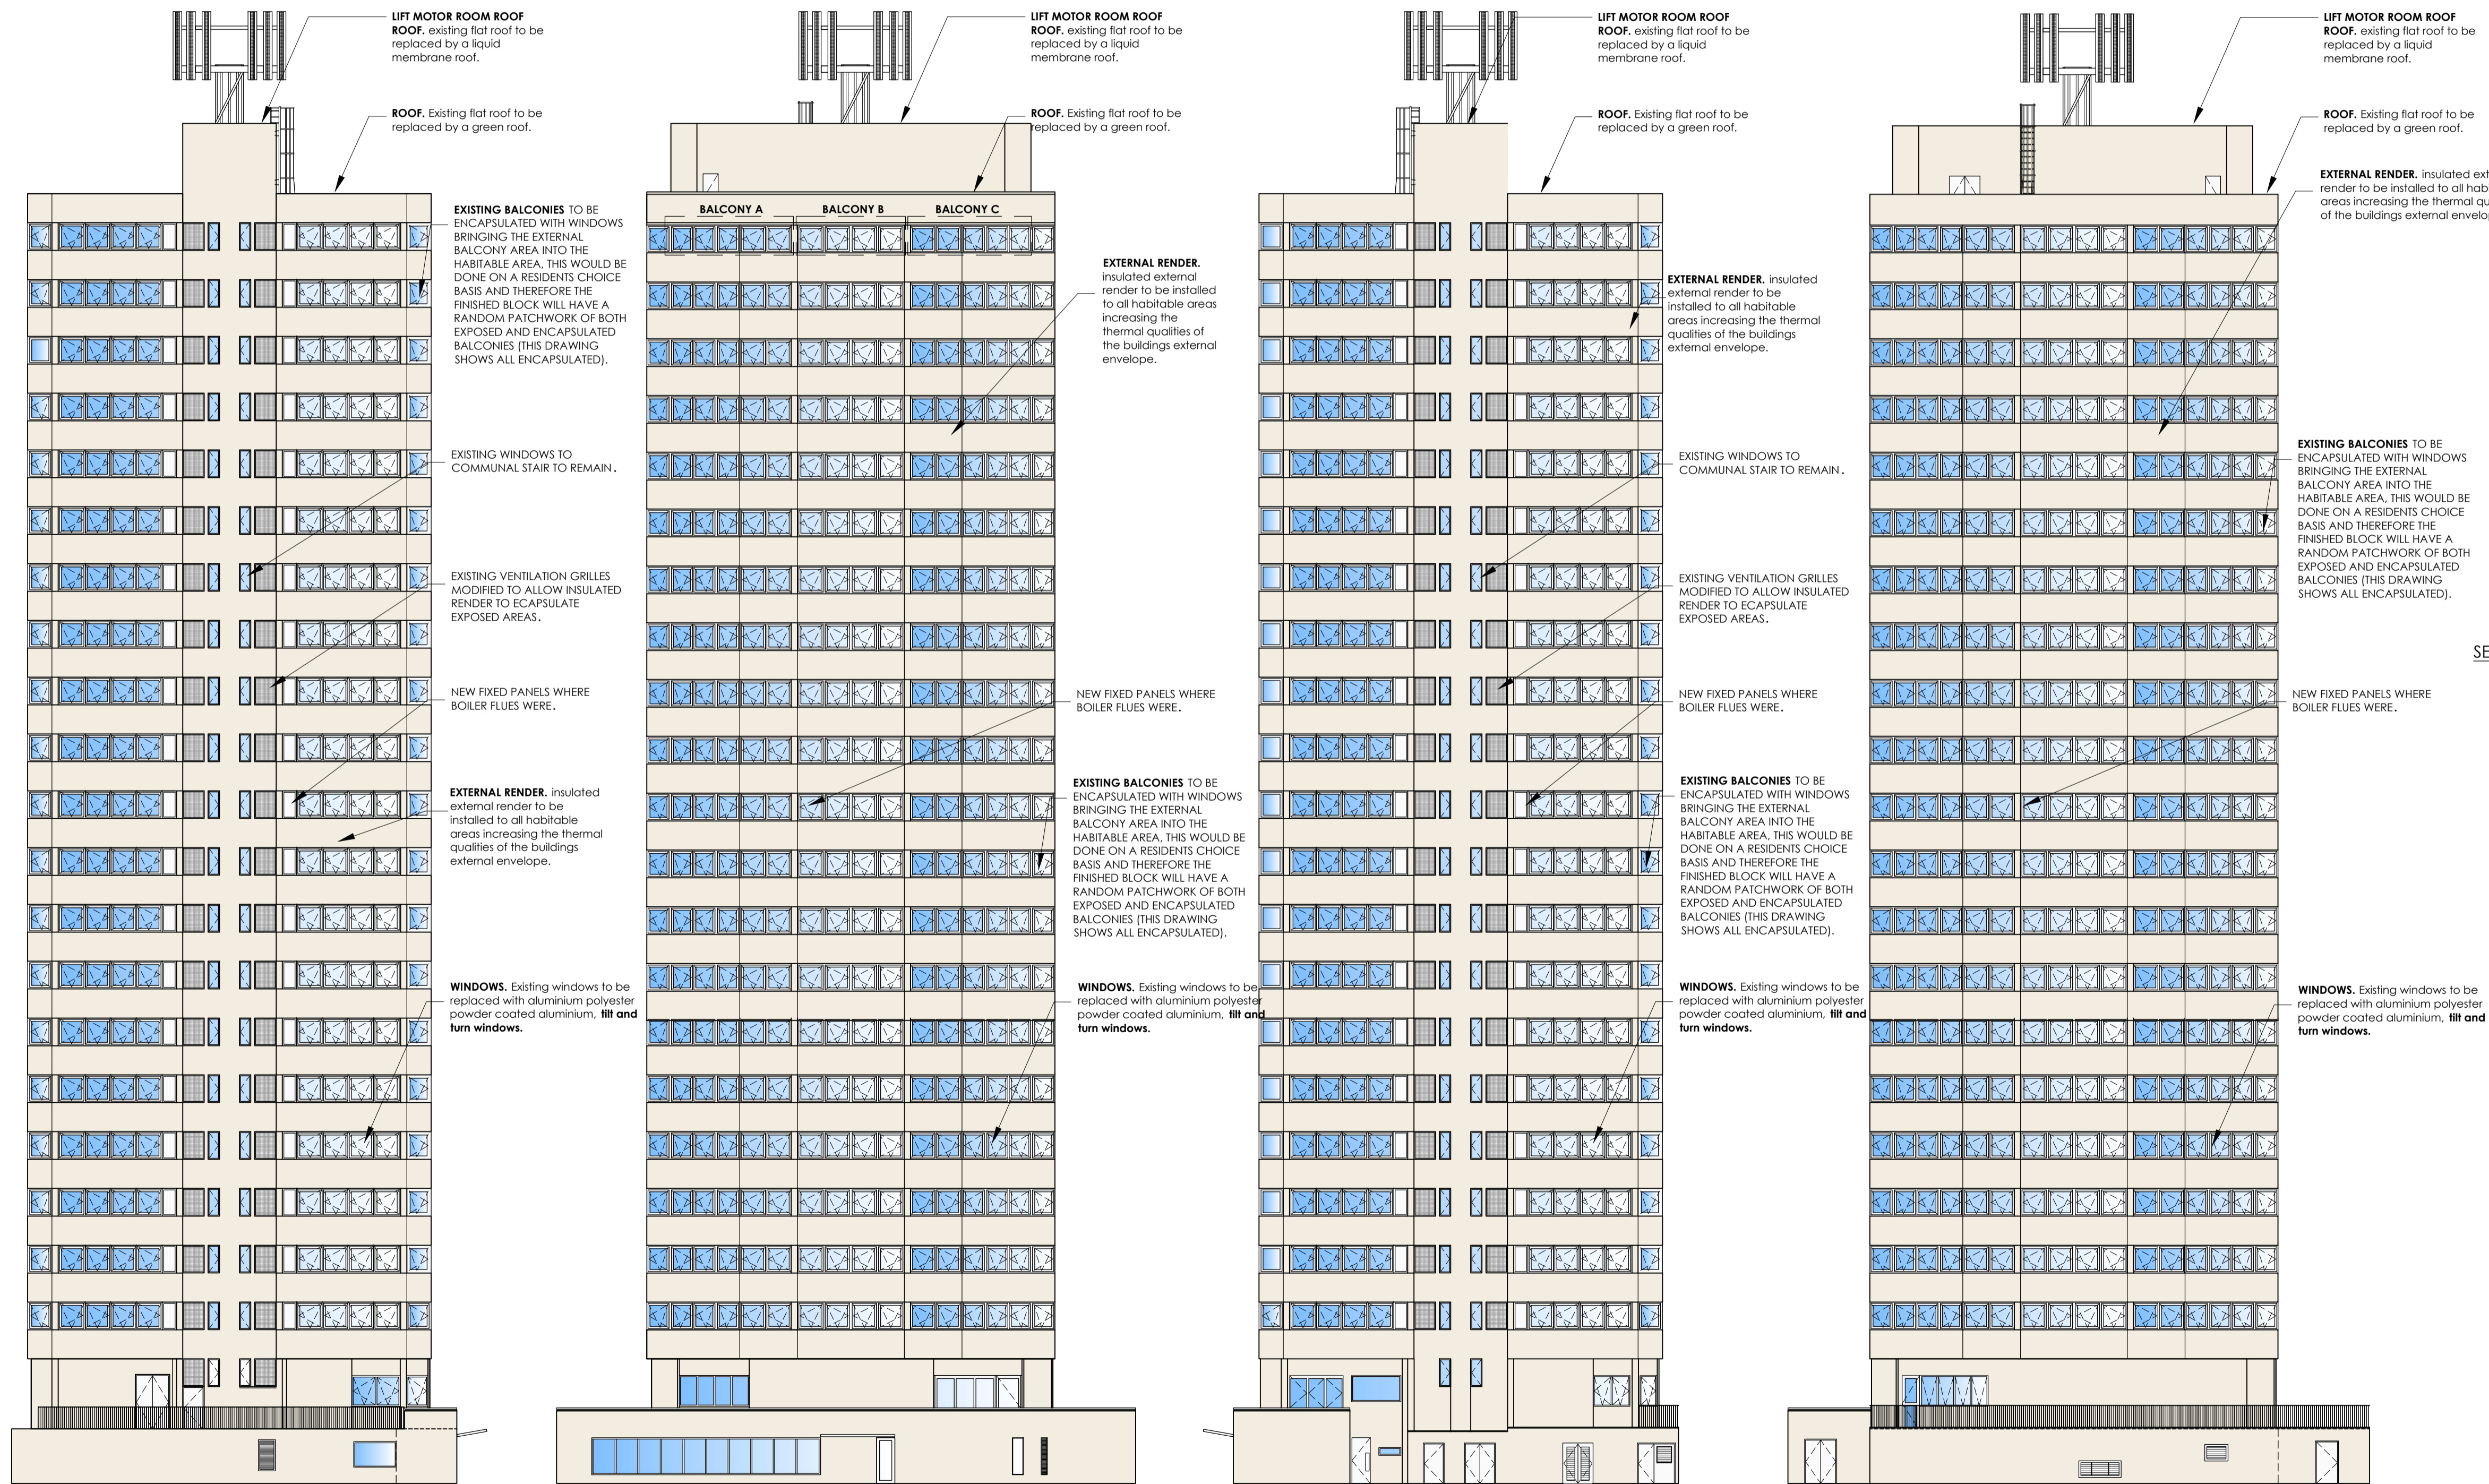 LIFT MOTOR ROOM ROOF
ROOF. existing flat roof to be
replaced by a liquid
membrane roof.
ROOF. Existing flat roof to be
replaced by a green roof.
EXISTING BALCONIES TO BE
ENCAPSULATED WITH WINDOWS
BRINGING THE EXTERNAL
BALCONY AREA INTO THE
HABITABLE AREA, THIS WOULD BE
DONE ON A RESIDENTS CHOICE
BASIS AND THEREFORE THE
FINISHED BLOCK WILL HAVE A
RANDOM PATCHWORK OF BOTH
EXPOSED AND ENCAPSULATED
BALCONIES (THIS DRAWING
SHOWS ALL ENCAPSULATED).
EXISTING WINDOWS TO
COMMUNAL STAIR TO REMAIN.
EXISTING VENTILATION GRILLES
MODIFIED TO ALLOW INSULATED
RENDER TO ECAPSULATE
EXPOSED AREAS.
NEW FIXED PANELS WHERE
BOILER FLUES WERE.
EXTERNAL RENDER. insulated
external render to be
installed to all habitable
areas increasing the thermal
qualities of the buildings
external envelope.
WINDOWS. Existing windows to be
replaced with aluminium polyester
powder coated aluminium, tilt and
turn windows.
LIFT MOTOR ROOM ROOF
ROOF. existing flat roof to be
replaced by a liquid
membrane roof.
ROOF. Existing flat roof to be
replaced by a green roof.
BALCONY A
BALCONY B
BALCONY C
EXTERNAL RENDER.
insulated external
render to be installed
to all habitable areas
increasing the
thermal qualities of
the buildings external
envelope.
NEW FIXED PANELS WHERE
BOILER FLUES WERE.
EXISTING BALCONIES TO BE
ENCAPSULATED WITH WINDOWS
BRINGING THE EXTERNAL
BALCONY AREA INTO THE
HABITABLE AREA, THIS WOULD BE
DONE ON A RESIDENTS CHOICE
BASIS AND THEREFORE THE
FINISHED BLOCK WILL HAVE A
RANDOM PATCHWORK OF BOTH
EXPOSED AND ENCAPSULATED
BALCONIES (THIS DRAWING
SHOWS ALL ENCAPSULATED).
WINDOWS. Existing windows to be
replaced with aluminium polyester
powder coated aluminium, tilt and
turn windows.
LIFT MOTOR ROOM ROOF
ROOF. existing flat roof to be
replaced by a liquid
membrane roof.
ROOF. Existing flat roof to be
replaced by a green roof.
EXTERNAL RENDER. insulated
external render to be
installed to all habitable
areas increasing the thermal
qualities of the buildings
external envelope.
EXISTING WINDOWS TO
COMMUNAL STAIR TO REMAIN.
EXISTING VENTILATION GRILLES
MODIFIED TO ALLOW INSULATED
RENDER TO ECAPSULATE
EXPOSED AREAS.
NEW FIXED PANELS WHERE
BOILER FLUES WERE.
EXISTING BALCONIES TO BE
ENCAPSULATED WITH WINDOWS
BRINGING THE EXTERNAL
BALCONY AREA INTO THE
HABITABLE AREA, THIS WOULD BE
DONE ON A RESIDENTS CHOICE
BASIS AND THEREFORE THE
FINISHED BLOCK WILL HAVE A
RANDOM PATCHWORK OF BOTH
EXPOSED AND ENCAPSULATED
BALCONIES (THIS DRAWING
SHOWS ALL ENCAPSULATED).
WINDOWS. Existing windows to be
replaced with aluminium polyester
powder coated aluminium, tilt and
turn windows.
LIFT MOTOR ROOM ROOF
ROOF. existing flat roof to be
replaced by a liquid
membrane roof.
ROOF. Existing flat roof to be
replaced by a green roof.
EXTERNAL RENDER. insulated
render to be installed to all
areas increasing the thermal
of the buildings external
EXISTING BALCONIES TO BE
ENCAPSULATED WITH WINDOWS
BRINGING THE EXTERNAL
BALCONY AREA INTO THE
HABITABLE AREA, THIS WOULD BE
DONE ON A RESIDENTS CHOICE
BASIS AND THEREFORE THE
FINISHED BLOCK WILL HAVE A
RANDOM PATCHWORK OF BOTH
EXPOSED AND ENCAPSULATED
BALCONIES (THIS DRAWING
SHOWS ALL ENCAPSULATED).
NEW FIXED PANELS WHERE
BOILER FLUES WERE.
WINDOWS. Existing windows to be
replaced with aluminium polyester
powder coated aluminium, tilt and
turn windows.